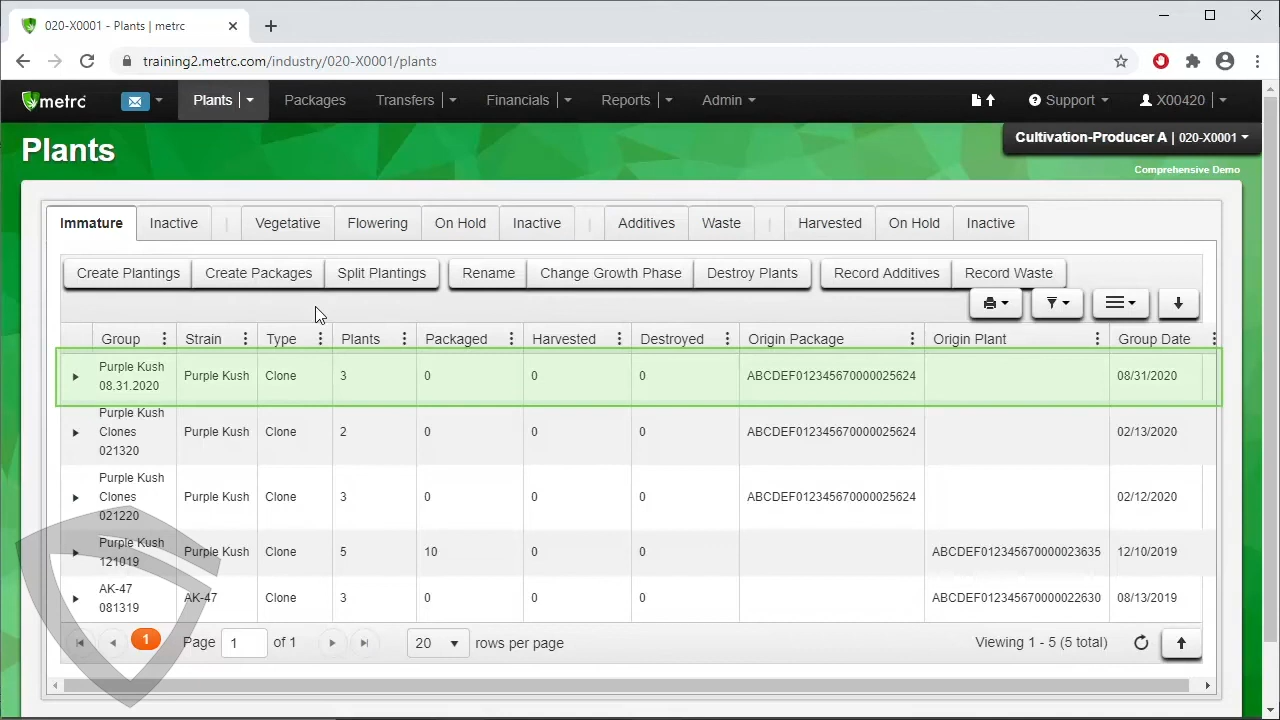 020-X0001 - Plants | metrc
training2.metrc.com/industry/020-X0001/plants
metrc Plants Packages Transfers Financials Reports Admin Support X00420
Plants
Cultivation-Producer A | 020-X0001
Comprehensive Demo
Immature Inactive | Vegetative Flowering On Hold Inactive | Additives Waste | Harvested On Hold Inactive
Create Plantings Create Packages Split Plantings Rename Change Growth Phase Destroy Plants Record Additives Record Waste
Group Strain Type Plants Packaged Harvested Destroyed Origin Package Origin Plant Group Date
Purple Kush
08.31.2020 Purple Kush Clone 3 0 0 0 ABCDEF012345670000025624 08/31/2020
Purple Kush
Clones Purple Kush Clone 2 0 0 0 ABCDEF012345670000025624 02/13/2020
021320
Purple Kush
Clones Purple Kush Clone 3 0 0 0 ABCDEF012345670000025624 02/12/2020
021220
Purple Kush
121019 Purple Kush Clone 5 10 0 0 ABCDEF012345670000023635 12/10/2019
AK-47
081319 AK-47 Clone 3 0 0 0 ABCDEF012345670000022630 08/13/2019
1 Page 1 of 1 20 rows per page Viewing 1 - 5 (5 total)